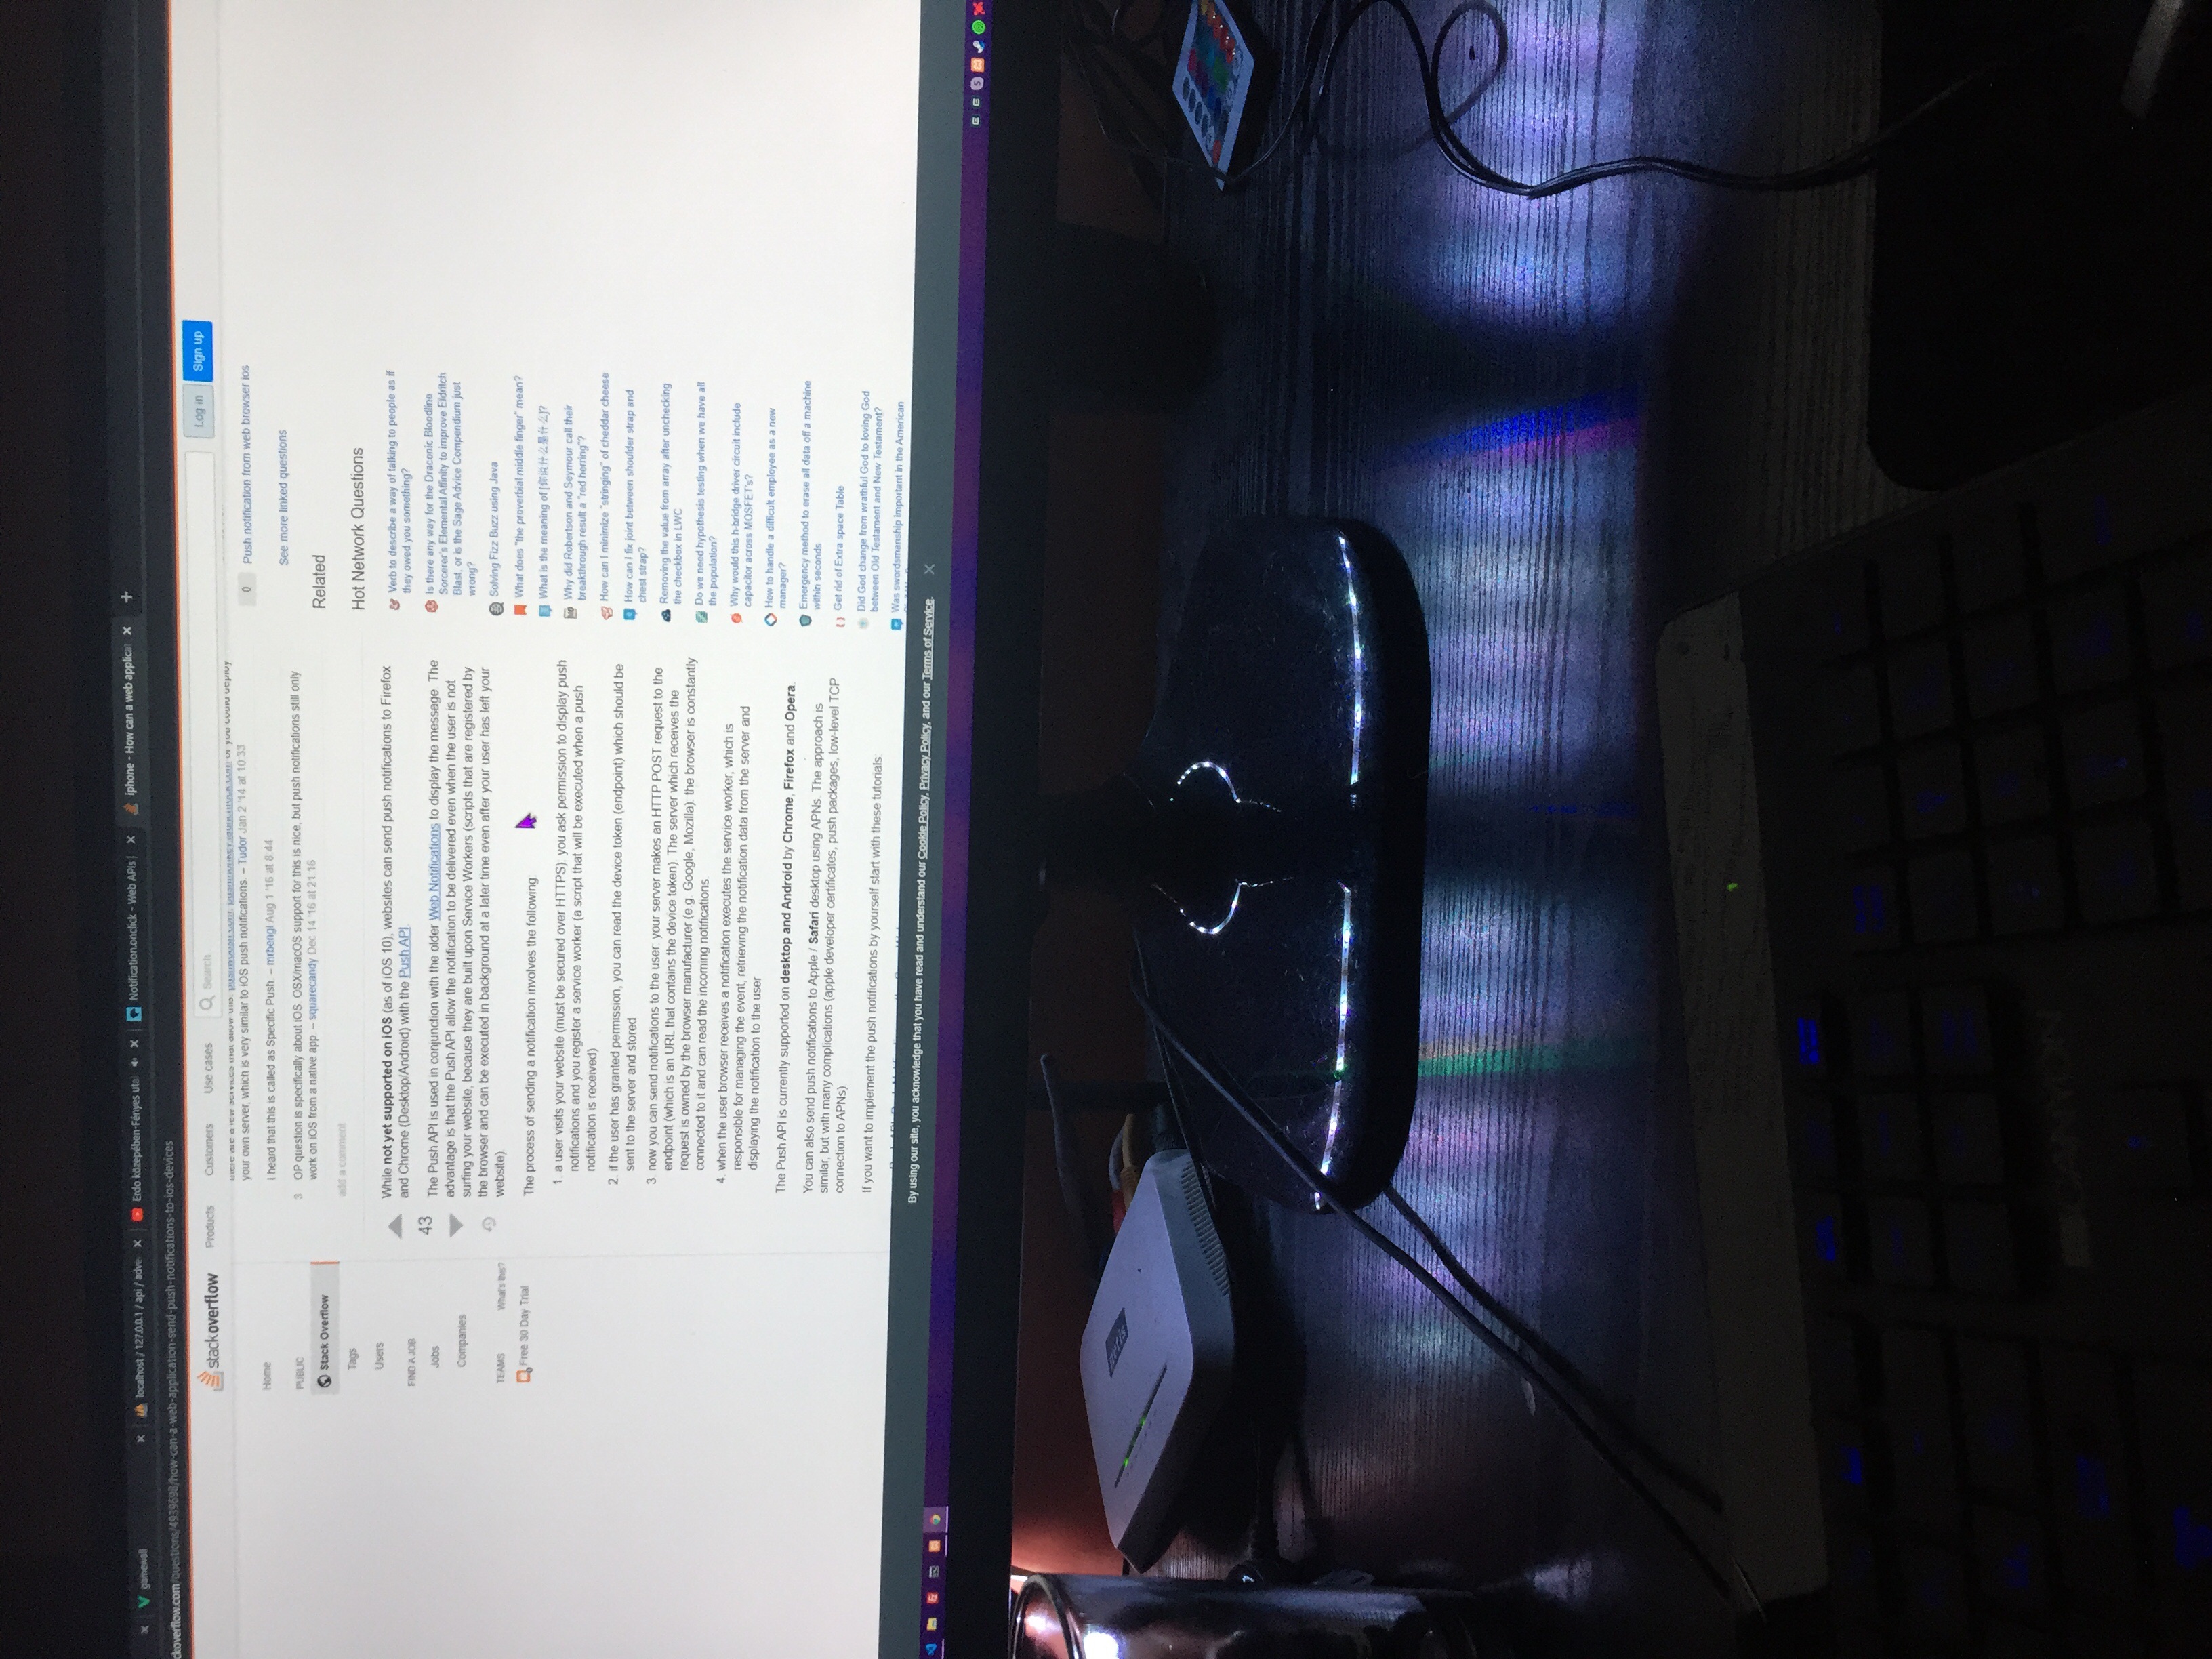 gamewall
localhost / 127.0.0.1 / api / adve
Erdo közepében-Fényes uta
Notification.onclick - Web APIs |
iphone - How can a web applicat
ckoverflow.com/questions/4939698/how-can-a-web-application-send-push-notifications-to-ios-devices
stackoverflow
Products
Customers
Use cases
Search
Log in
Sign up
Home
PUBLIC
Stack Overflow
Tags
Users
FIND A JOB
Jobs
Companies
TEAMS
What's this?
Free 30 Day Trial
there are a few services that allow this: pushwoosh.com, pushmonkey.launchrock.com or you could deploy
your own server, which is very similar to iOS push notifications. – Tudor Jan 2 '14 at 10:33
I heard that this is called as Specific Push. – mrbengi Aug 1 '16 at 8:44
3 OP question is specifically about iOS. OSX/macOS support for this is nice, but push notifications still only
work on iOS from a native app. – squarecandy Dec 14 '16 at 21:16
add a comment
43
While not yet supported on iOS (as of iOS 10), websites can send push notifications to Firefox
and Chrome (Desktop/Android) with the Push API.
The Push API is used in conjunction with the older Web Notifications to display the message. The
advantage is that the Push API allow the notification to be delivered even when the user is not
surfing your website, because they are built upon Service Workers (scripts that are registered by
the browser and can be executed in background at a later time even after your user has left your
website).
The process of sending a notification involves the following:
1. a user visits your website (must be secured over HTTPS): you ask permission to display push
notifications and you register a service worker (a script that will be executed when a push
notification is received)
2. if the user has granted permission, you can read the device token (endpoint) which should be
sent to the server and stored
3. now you can send notifications to the user: your server makes an HTTP POST request to the
endpoint (which is an URL that contains the device token). The server which receives the
request is owned by the browser manufacturer (e.g. Google, Mozilla): the browser is constantly
connected to it and can read the incoming notifications.
4. when the user browser receives a notification executes the service worker, which is
responsible for managing the event, retrieving the notification data from the server and
displaying the notification to the user
The Push API is currently supported on desktop and Android by Chrome, Firefox and Opera.
You can also send push notifications to Apple / Safari desktop using APNs. The approach is
similar, but with many complications (apple developer certificates, push packages, low-level TCP
connection to APNs)
If you want to implement the push notifications by yourself start with these tutorials:
0 Push notification from web browser ios
See more linked questions
Related
Hot Network Questions
Verb to describe a way of talking to people as if
they owed you something?
Is there any way for the Draconic Bloodline
Sorcerer's Elemental Affinity to improve Eldritch
Blast, or is the Sage Advice Compendium just
wrong?
Solving Fizz Buzz using Java
What does "the proverbial middle finger" mean?
What is the meaning of [你说什么是什么]?
Why did Robertson and Seymour call their
breakthrough result a "red herring"?
How can I minimize "stringing" of cheddar cheese
How can I fix joint between shoulder strap and
chest strap?
Removing the value from array after unchecking
the checkbox in LWC
Do we need hypothesis testing when we have all
the population?
Why would this h-bridge driver circuit include
capacitor across MOSFET's?
How to handle a difficult employee as a new
manager?
Emergency method to erase all data off a machine
within seconds
Get rid of Extra space Table
Did God change from wrathful God to loving God
between Old Testament and New Testament?
Was swordsmanship important in the American
By using our site, you acknowledge that you have read and understand our Cookie Policy, Privacy Policy, and our Terms of Service.
netis
CANYON